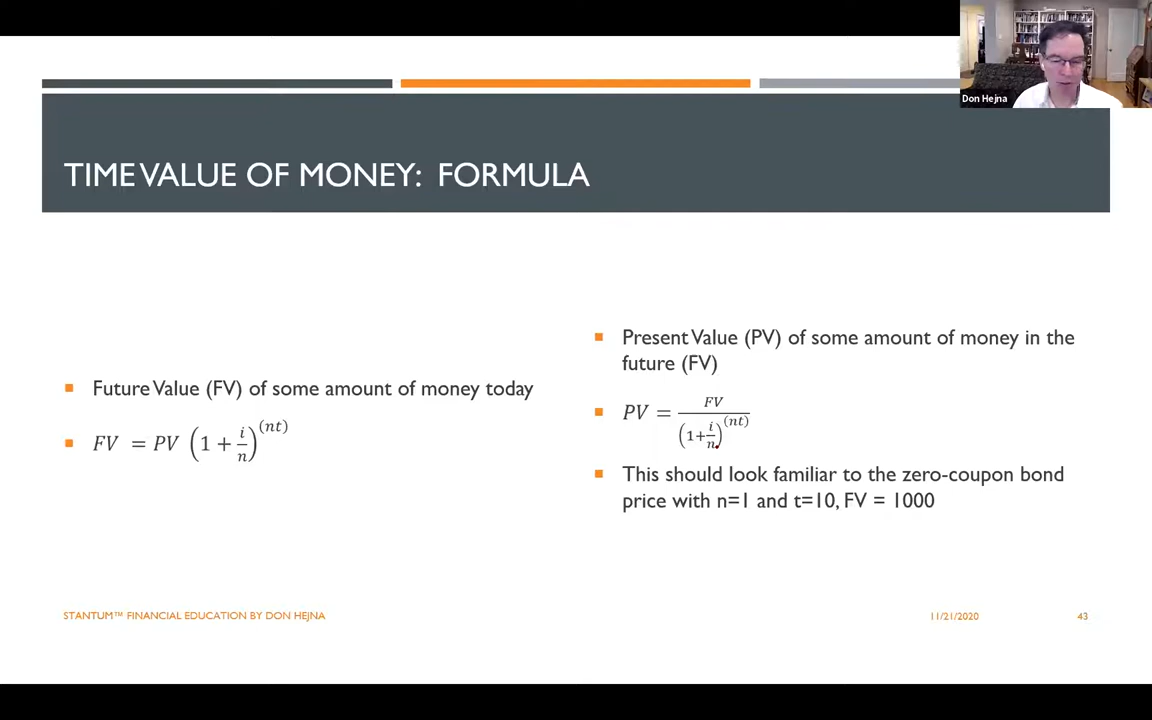 Don Hejna
TIME VALUE OF MONEY: FORMULA
Future Value (FV) of some amount of money today
FV = PV (1 + i/n)^(nt)
Present Value (PV) of some amount of money in the
future (FV)
PV = FV / (1+i/n)^(nt)
This should look familiar to the zero-coupon bond
price with n=1 and t=10, FV = 1000
STANTUM™ FINANCIAL EDUCATION BY DON HEJNA
11/21/2020
43